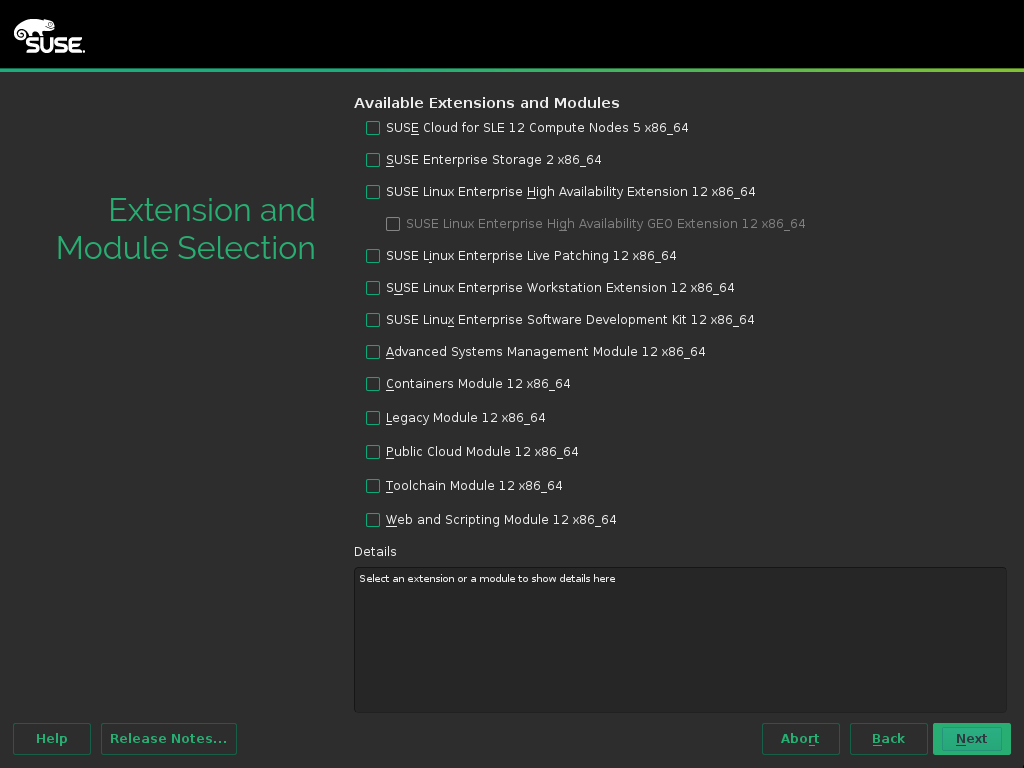 SUSE
Available Extensions and Modules
SUSE Cloud for SLE 12 Compute Nodes 5 x86_64
SUSE Enterprise Storage 2 x86_64
SUSE Linux Enterprise High Availability Extension 12 x86_64
SUSE Linux Enterprise High Availability GEO Extension 12 x86_64
SUSE Linux Enterprise Live Patching 12 x86_64
SUSE Linux Enterprise Workstation Extension 12 x86_64
SUSE Linux Enterprise Software Development Kit 12 x86_64
Advanced Systems Management Module 12 x86_64
Containers Module 12 x86_64
Legacy Module 12 x86_64
Public Cloud Module 12 x86_64
Toolchain Module 12 x86_64
Web and Scripting Module 12 x86_64
Extension and
Module Selection
Details
Select an extension or a module to show details here
Help
Release Notes...
Abort
Back
Next